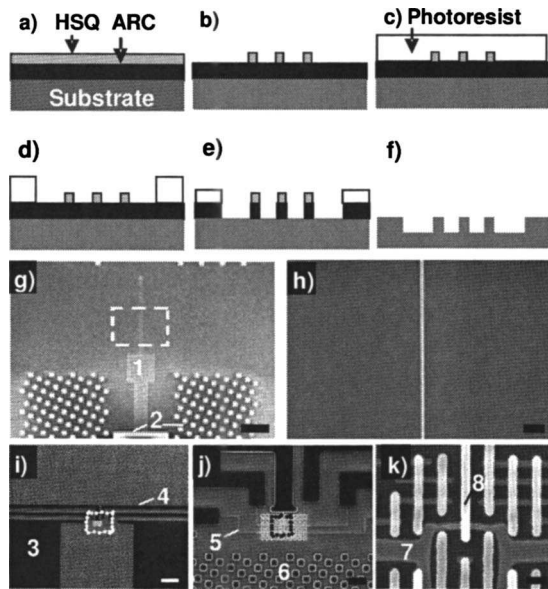 a) HSQ ARC
Substrate
b)
c) Photoresist
d)
e)
f)
g)
1
2
h)
i)
3
4
j)
5
6
k)
7
8